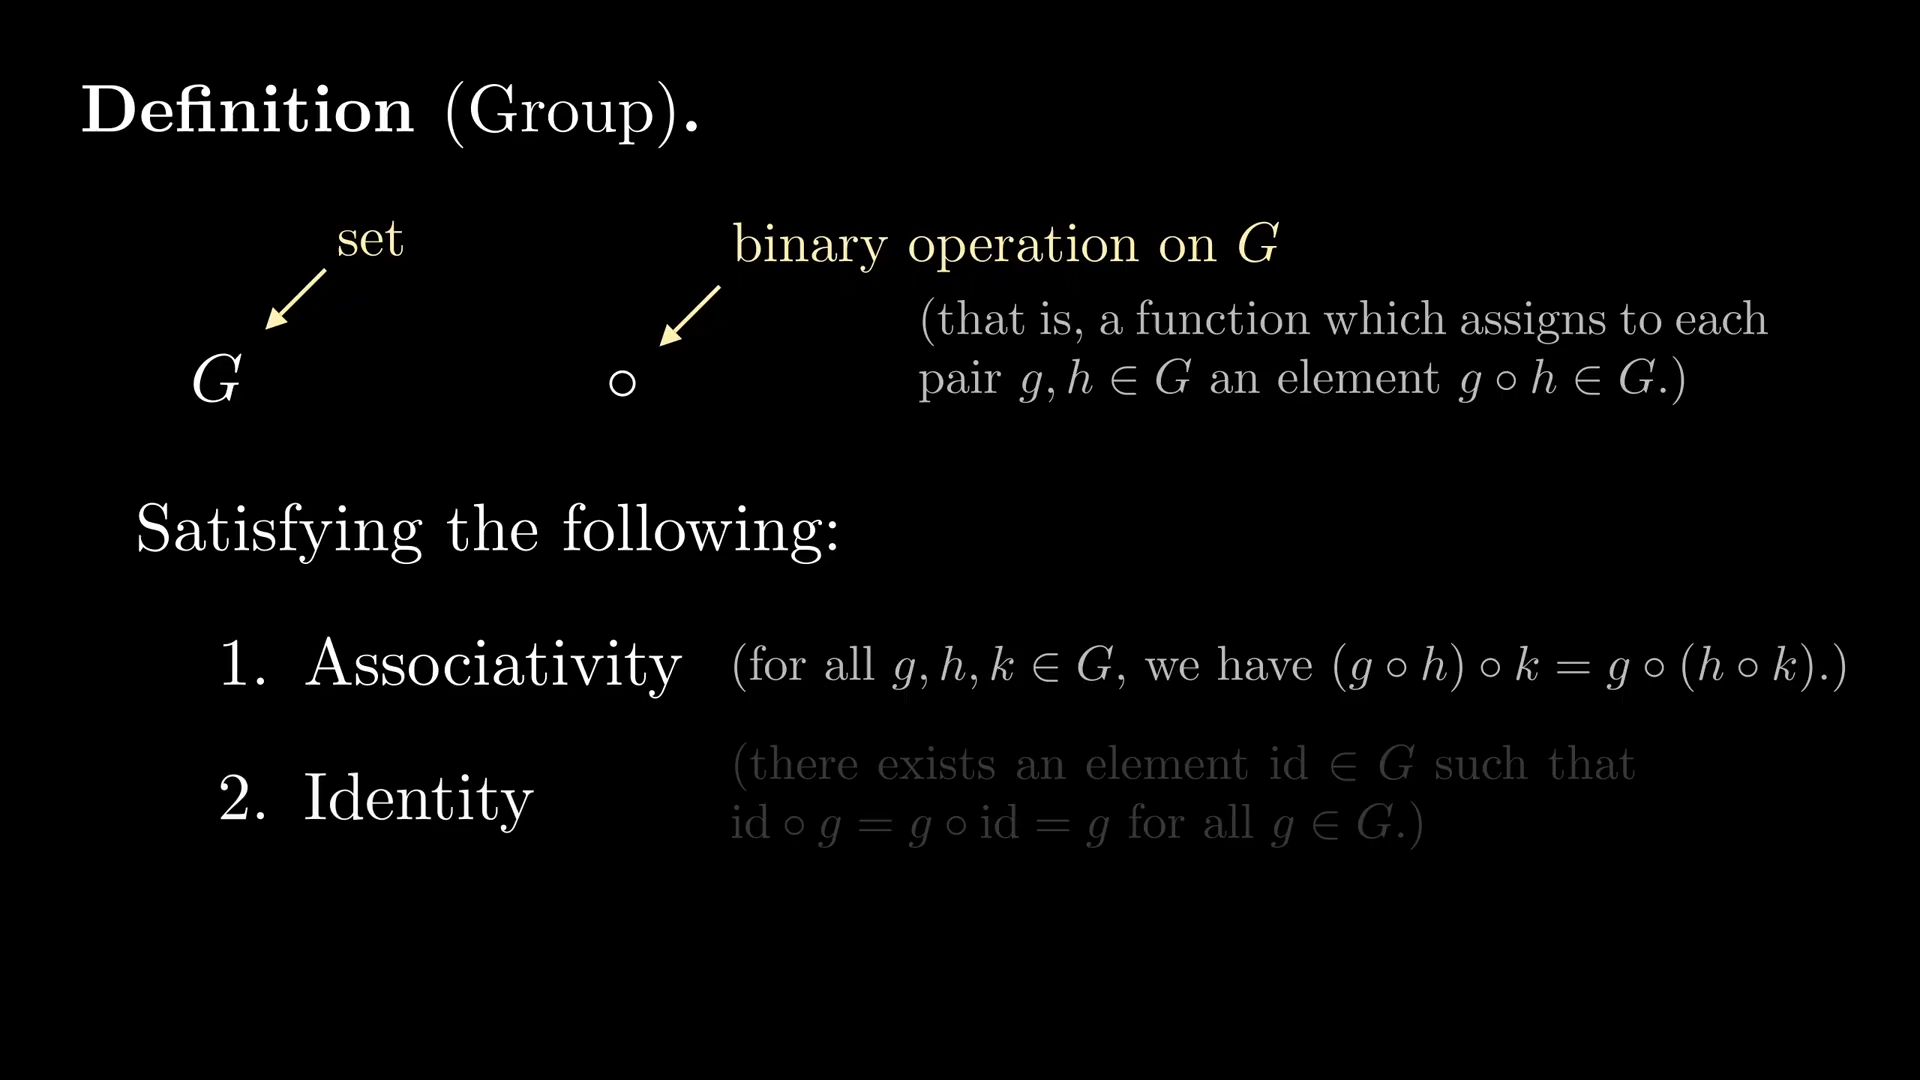 Definition (Group).
set
binary operation on G
(that is, a function which assigns to each
pair g, h ∈ G an element g ∘ h ∈ G.)
G
∘
Satisfying the following:
1. Associativity (for all g, h, k ∈ G, we have (g ∘ h) ∘ k = g ∘ (h ∘ k).)
2. Identity
(there exists an element id ∈ G such that
id ∘ g = g ∘ id = g for all g ∈ G.)